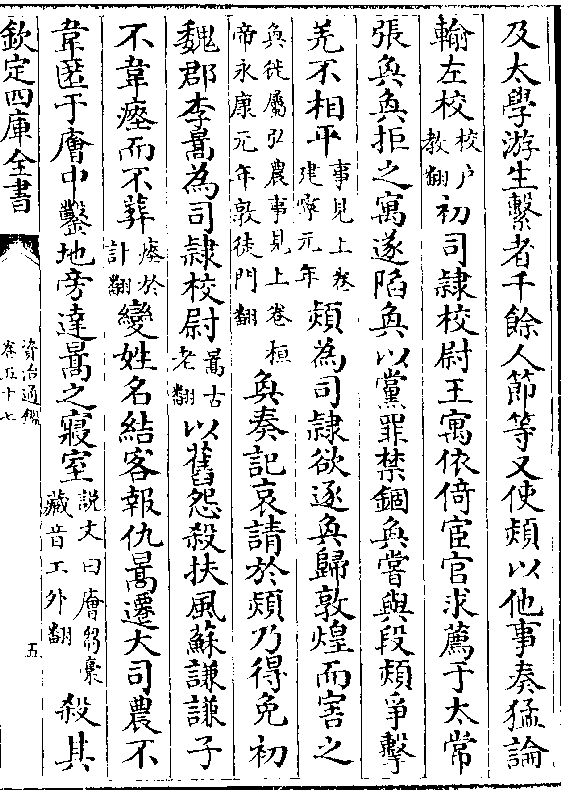 及太學游生繫者千餘人節等又使熲以他事奏猛論
輸左校校户教翻初司隷校尉王寓依倚宦官求薦于太常
張奐奐拒之寓遂陷奐以黨罪禁錮奐嘗與段熲爭擊
羌不相平事見上卷建寧元年熲為司隷欲逐奐歸敦煌而害之
奐徙屬弘農事見上卷桓帝永康元年敦徒門翻奐奏記哀請於熲乃得免初
魏郡李暠為司隷校尉暠古老翻以舊怨殺扶風蘇謙謙子
不韋瘞而不葬瘞於計翻變姓名結客報仇暠遷大司農不
韋匿于廥中鑿地旁達暠之寢室説文曰廥芻藁藏音工外翻殺其
欽定四庫全書
資治通鑑
卷五十七
五